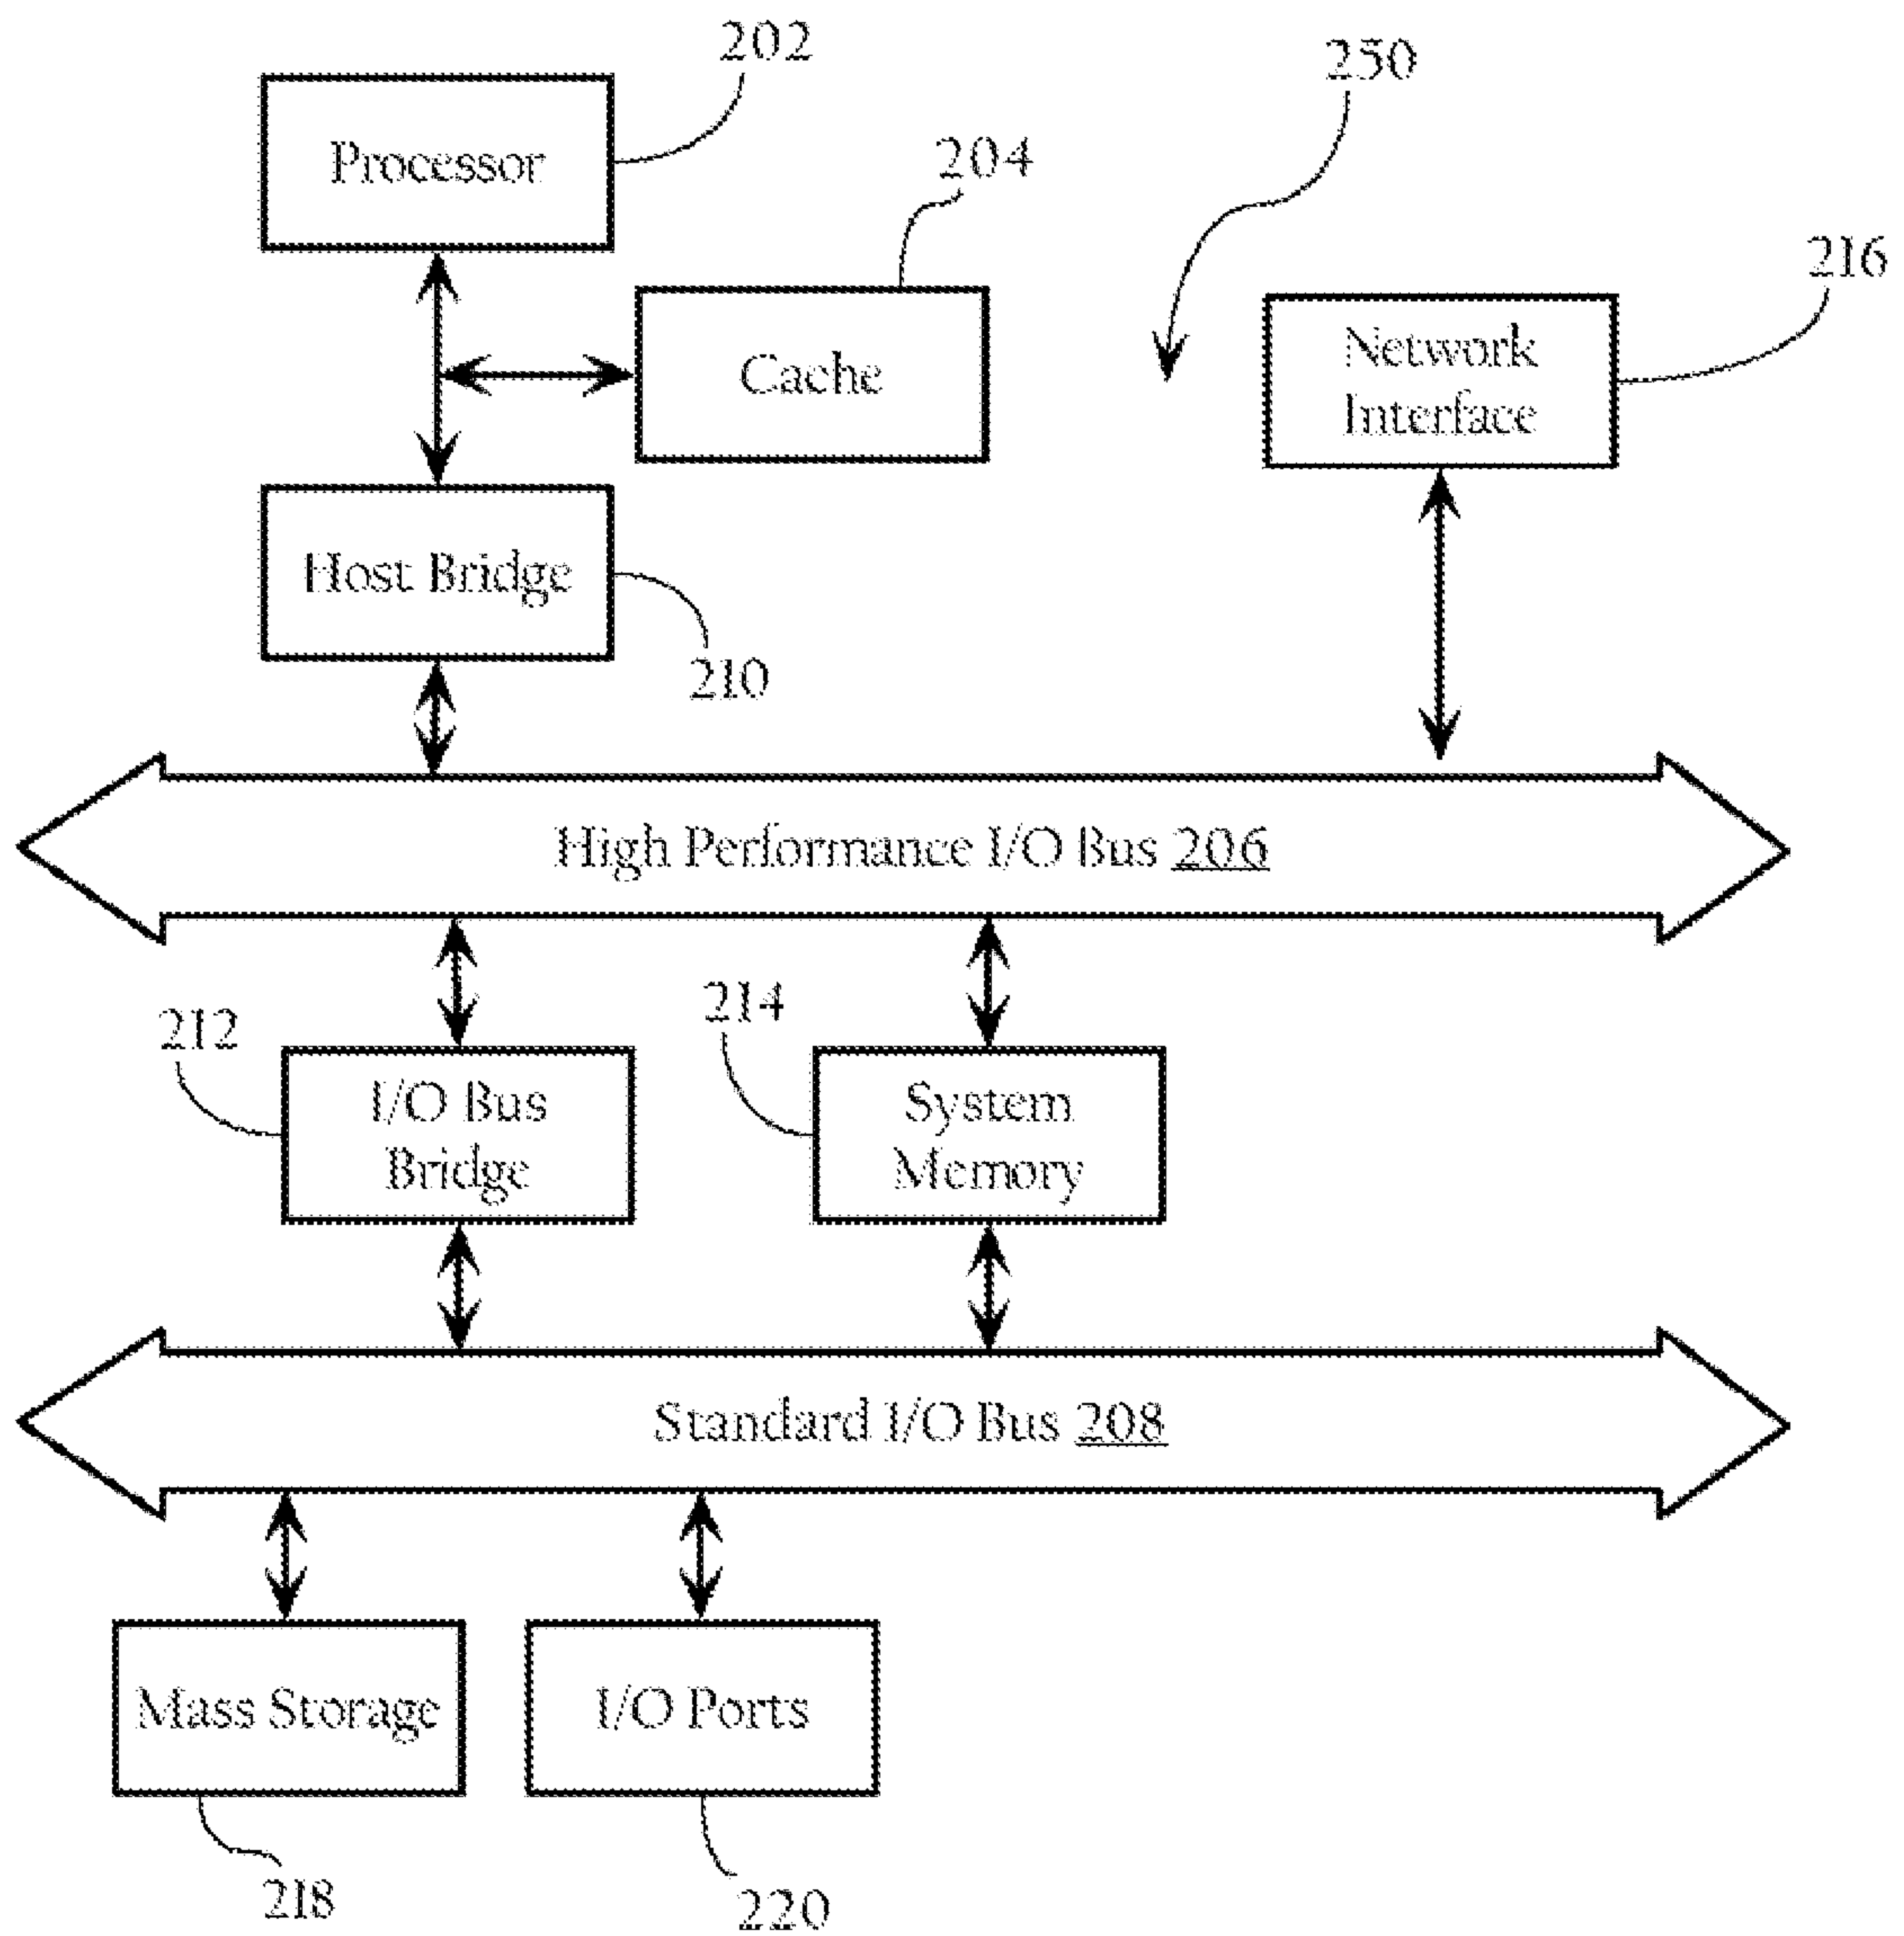 202
250
Processor
204
216
Network
Interface
Cache
Host Bridge
210
High Performance I/O Bus 206
214
212
I/O Bus
Bridge
System
Memory
Standard I/O Bus 208
Mass Storage
I/O Ports
218
220